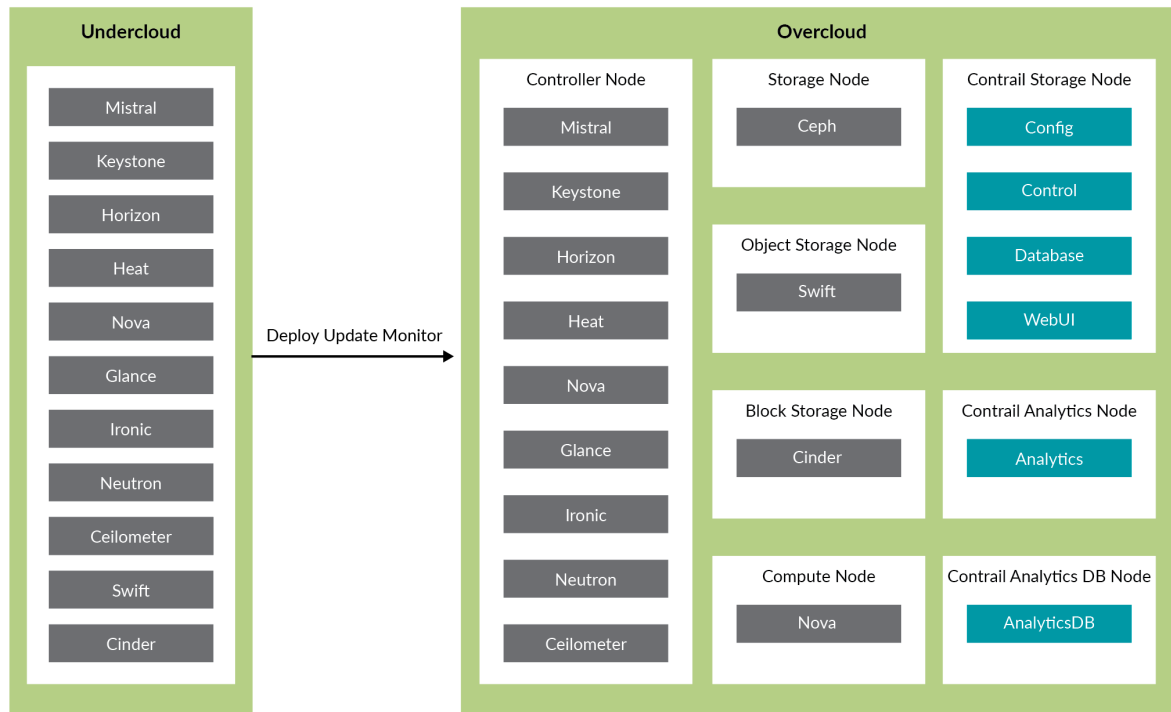 Undercloud
Mistral
Keystone
Horizon
Heat
Nova
Glance
Ironic
Neutron
Ceilometer
Swift
Cinder
Deploy Update Monitor
Overcloud
Controller Node
Mistral
Keystone
Horizon
Heat
Nova
Glance
Ironic
Neutron
Ceilometer
Storage Node
Ceph
Object Storage Node
Swift
Block Storage Node
Cinder
Compute Node
Nova
Contrail Storage Node
Config
Control
Database
WebUI
Contrail Analytics Node
Analytics
Contrail Analytics DB Node
AnalyticsDB